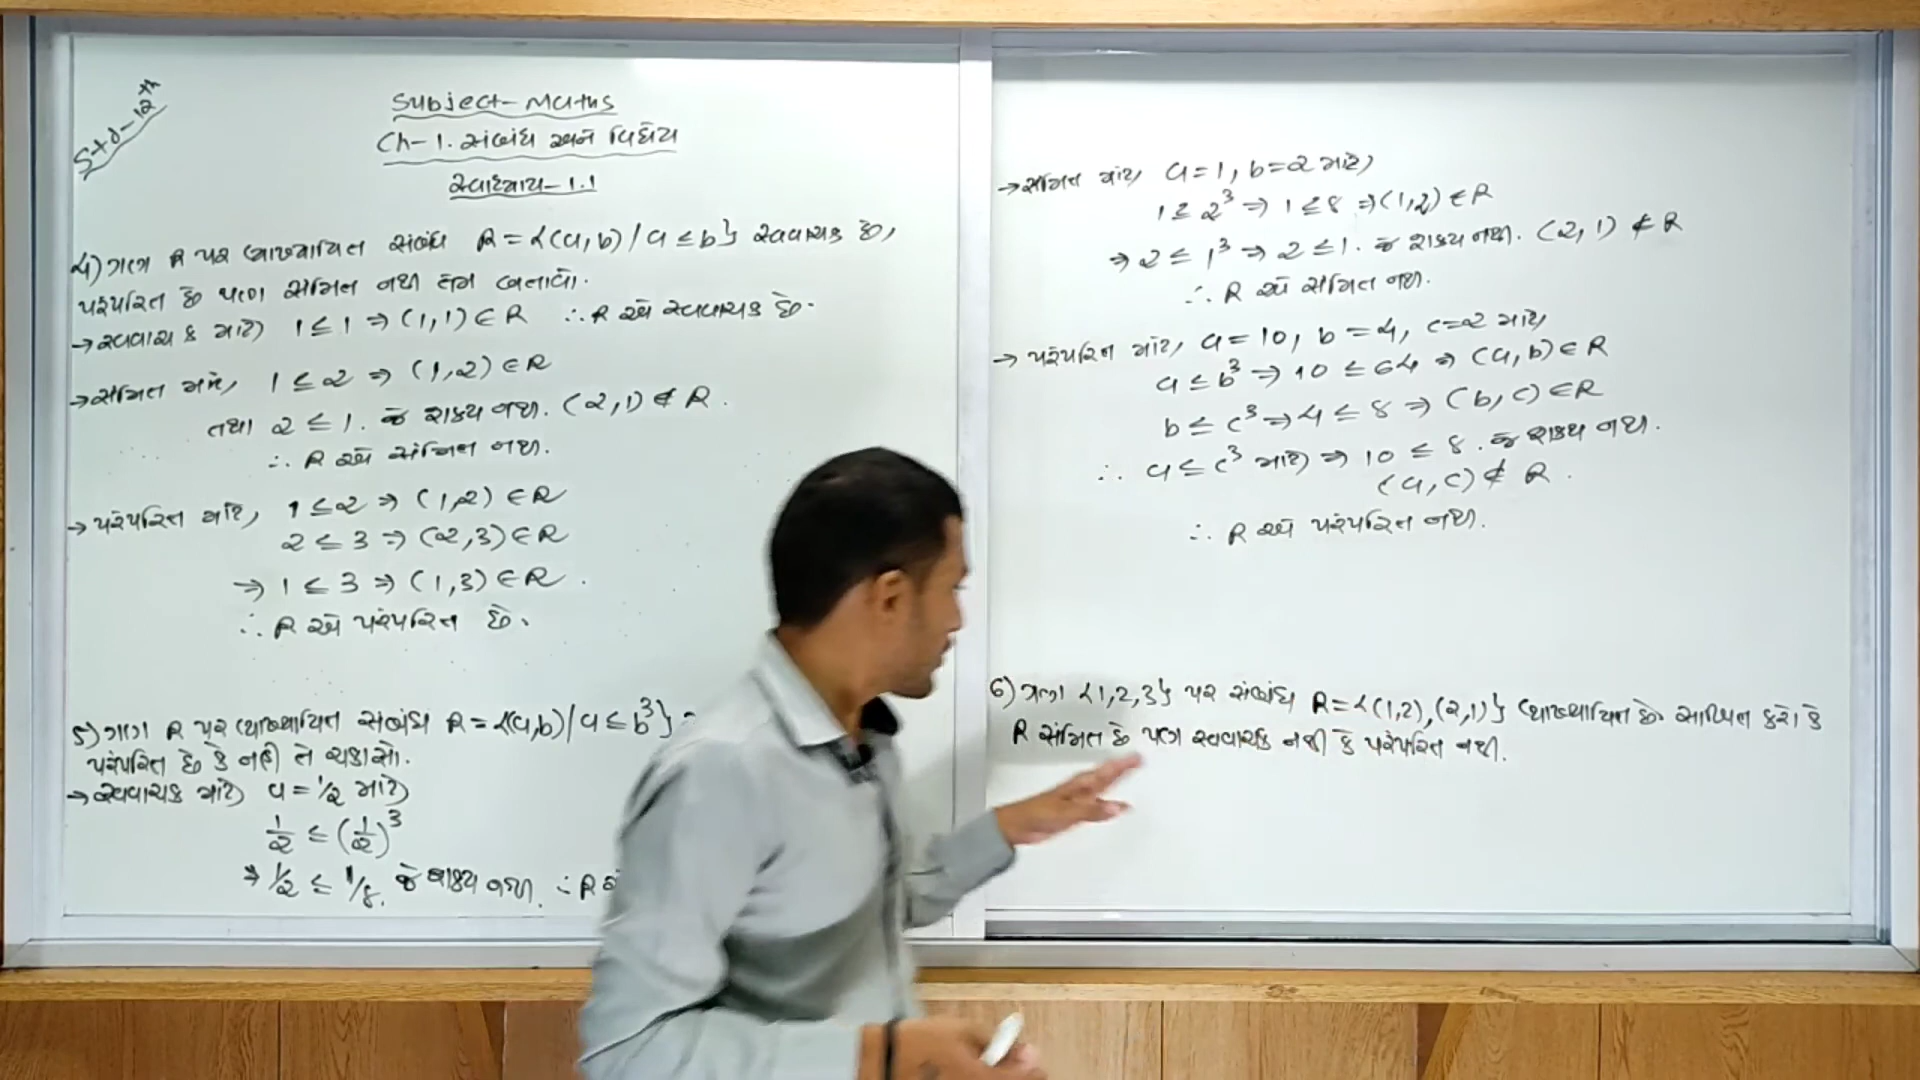 Std-12th
Subject-Maths
Ch-1. સંબંધ અને વિધેય
સ્વાધ્યાય-1.1
4) ગણ R પર વ્યાખ્યાયિત સંબંધ R = {(a,b) / a ≤ b} સ્વવાચક છે,
પરંપરિત છે પણ સંમિત નથી તેમ બતાવો.
→ સ્વવાચક માટે) 1 ≤ 1 ⇒ (1,1) ∈ R ∴ R એ સ્વવાચક છે.
→ સંમિત માટે, 1 ≤ 2 ⇒ (1,2) ∈ R
તથા 2 ≤ 1. જે શક્ય નથી. (2,1) ∉ R.
∴ R એ સંમિત નથી.
→ પરંપરિત માટે, 1 ≤ 2 ⇒ (1,2) ∈ R
2 ≤ 3 ⇒ (2,3) ∈ R
⇒ 1 ≤ 3 ⇒ (1,3) ∈ R.
∴ R એ પરંપરિત છે.
5) ગણ R પર વ્યાખ્યાયિત સંબંધ R = {(a,b) / a ≤ b³}
પરંપરિત છે કે નહી તે ચકાસો.
→ સ્વવાચક માટે) a = 1/2 માટે)
1/2 ≤ (1/2)³
⇒ 1/2 ≤ 1/8. જે શક્ય નથી. ∴ R
→ સંમિત માટે, a = 1, b = 2 માટે)
1 ≤ 2³ ⇒ 1 ≤ 8 ⇒ (1,2) ∈ R
⇒ 2 ≤ 1³ ⇒ 2 ≤ 1. જે શક્ય નથી. (2,1) ∉ R
∴ R એ સંમિત નથી.
→ પરંપરિત માટે, a = 10, b = 4, c = 2 માટે,
a ≤ b³ ⇒ 10 ≤ 64 ⇒ (a,b) ∈ R
b ≤ c³ ⇒ 4 ≤ 8 ⇒ (b,c) ∈ R
∴ a ≤ c³ માટે) ⇒ 10 ≤ 8. જે શક્ય નથી.
(a,c) ∉ R.
∴ R એ પરંપરિત નથી.
6) ગણ {1,2,3} પર સંબંધ R = {(1,2),(2,1)} વ્યાખ્યાયિત છે. સાબિત કરો કે
R સંમિત છે પણ સ્વવાચક નથી કે પરંપરિત નથી.